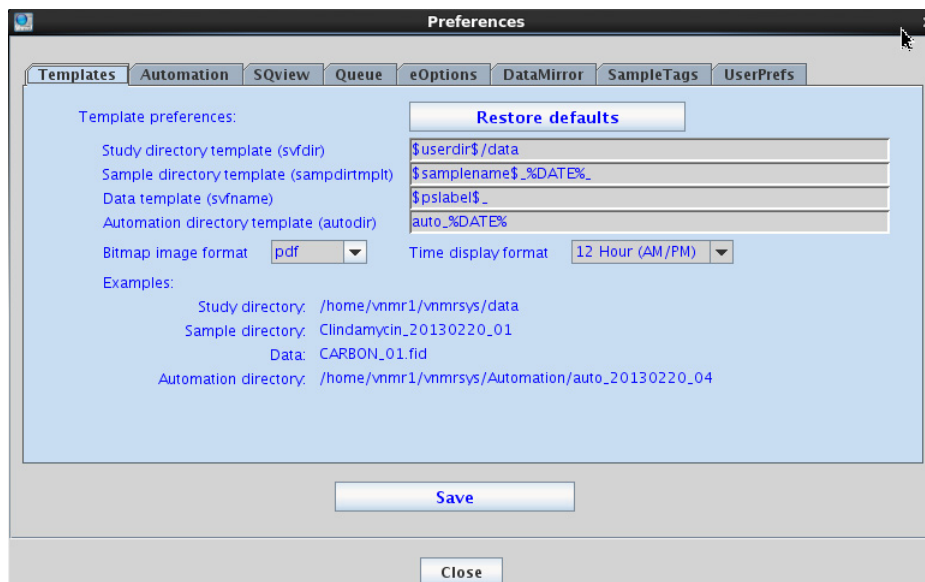 Preferences
Templates Automation SQview Queue eOptions DataMirror SampleTags UserPrefs
Template preferences: Restore defaults
Study directory template (svfdir) $userdir$/data
Sample directory template (sampdirtmplt) $samplename$_%DATE%_
Data template (svfname) $pslabel$_
Automation directory template (autodir) auto_%DATE%
Bitmap image format pdf Time display format 12 Hour (AM/PM)
Examples:
Study directory: /home/vnmr1/vnmrsys/data
Sample directory: Clindamycin_20130220_01
Data: CARBON_01.fid
Automation directory: /home/vnmr1/vnmrsys/Automation/auto_20130220_04
Save
Close